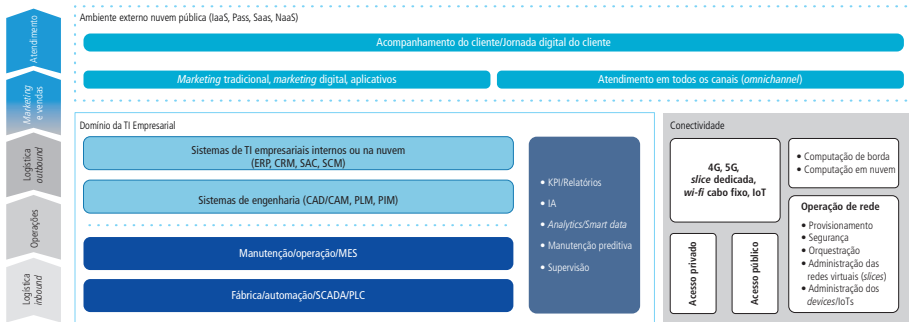 Atendimento
Marketing
e vendas
Logística
outbound
Operações
Logística
inbound
Ambiente externo nuvem pública (IaaS, Pass, Saas, NaaS)
Acompanhamento do cliente/Jornada digital do cliente
Marketing tradicional, marketing digital, aplicativos
Atendimento em todos os canais (omnichannel)
Domínio da TI Empresarial
Sistemas de TI empresariais internos ou na nuvem
(ERP, CRM, SAC, SCM)
Sistemas de engenharia (CAD/CAM, PLM, PIM)
Manutenção/operação/MES
Fábrica/automação/SCADA/PLC
• KPI/Relatórios
• IA
• Analytics/Smart data
• Manutenção preditiva
• Supervisão
Conectividade
4G, 5G,
slice dedicada,
wi-fi cabo fixo, IoT
Acesso privado
Acesso público
• Computação de borda
• Computação em nuvem
Operação de rede
• Provisionamento
• Segurança
• Orquestração
• Administração das
redes virtuais (slices)
• Administração dos
devices/IoTs